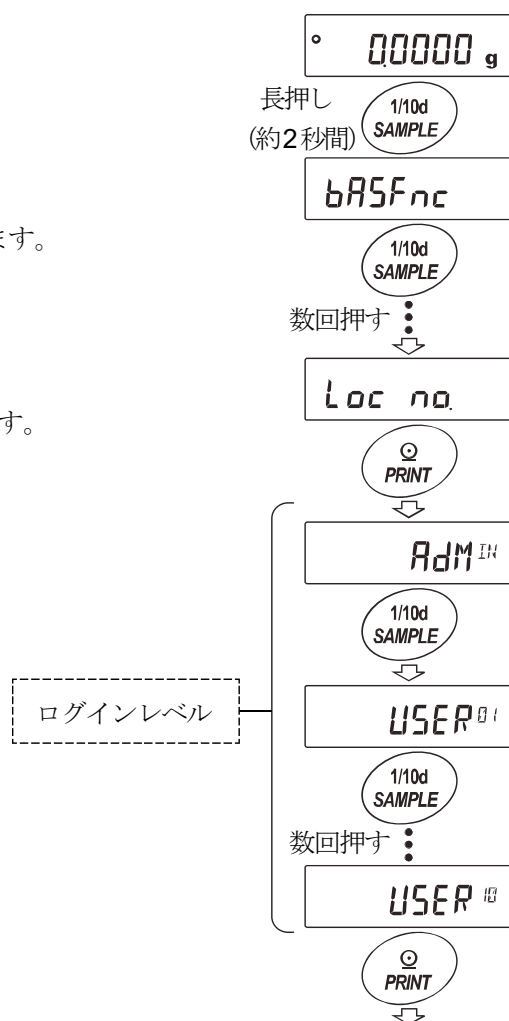 0.0000 g
長押し
(約2秒間)
1/10d
SAMPLE
bASFnc
ます。
1/10d
SAMPLE
数回押す
Loc no.
す。
PRINT
AdMIN
1/10d
SAMPLE
ログインレベル
USER01
1/10d
SAMPLE
数回押す
USER10
PRINT